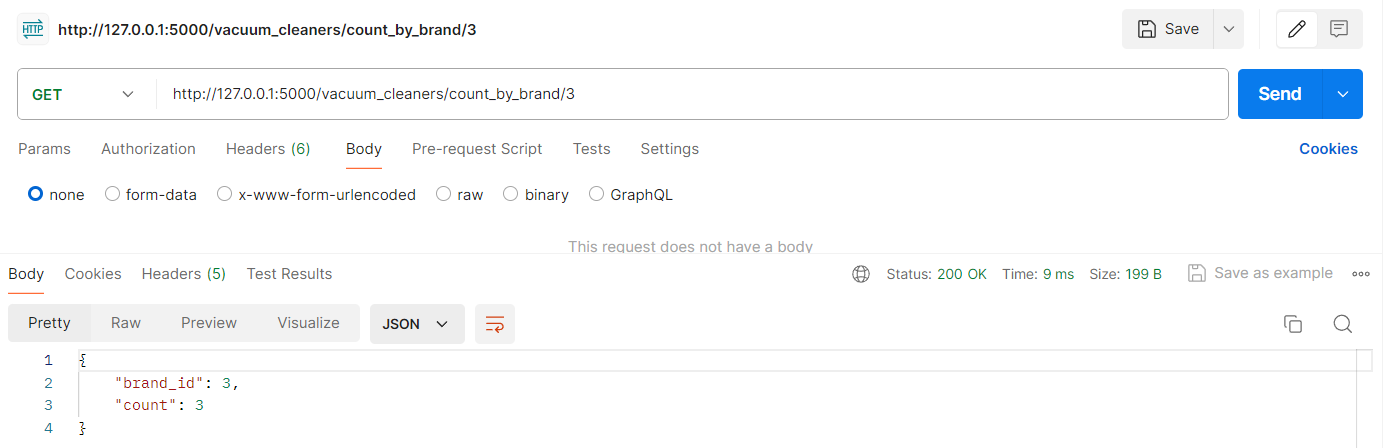 HTTP http://127.0.0.1:5000/vacuum_cleaners/count_by_brand/3 Save
GET http://127.0.0.1:5000/vacuum_cleaners/count_by_brand/3 Send
Params Authorization Headers (6) Body Pre-request Script Tests Settings Cookies
none form-data x-www-form-urlencoded raw binary GraphQL
This request does not have a body
Body Cookies Headers (5) Test Results Status: 200 OK Time: 9 ms Size: 199 B Save as example
Pretty Raw Preview Visualize JSON
1 {
2 "brand_id": 3,
3 "count": 3
4 }